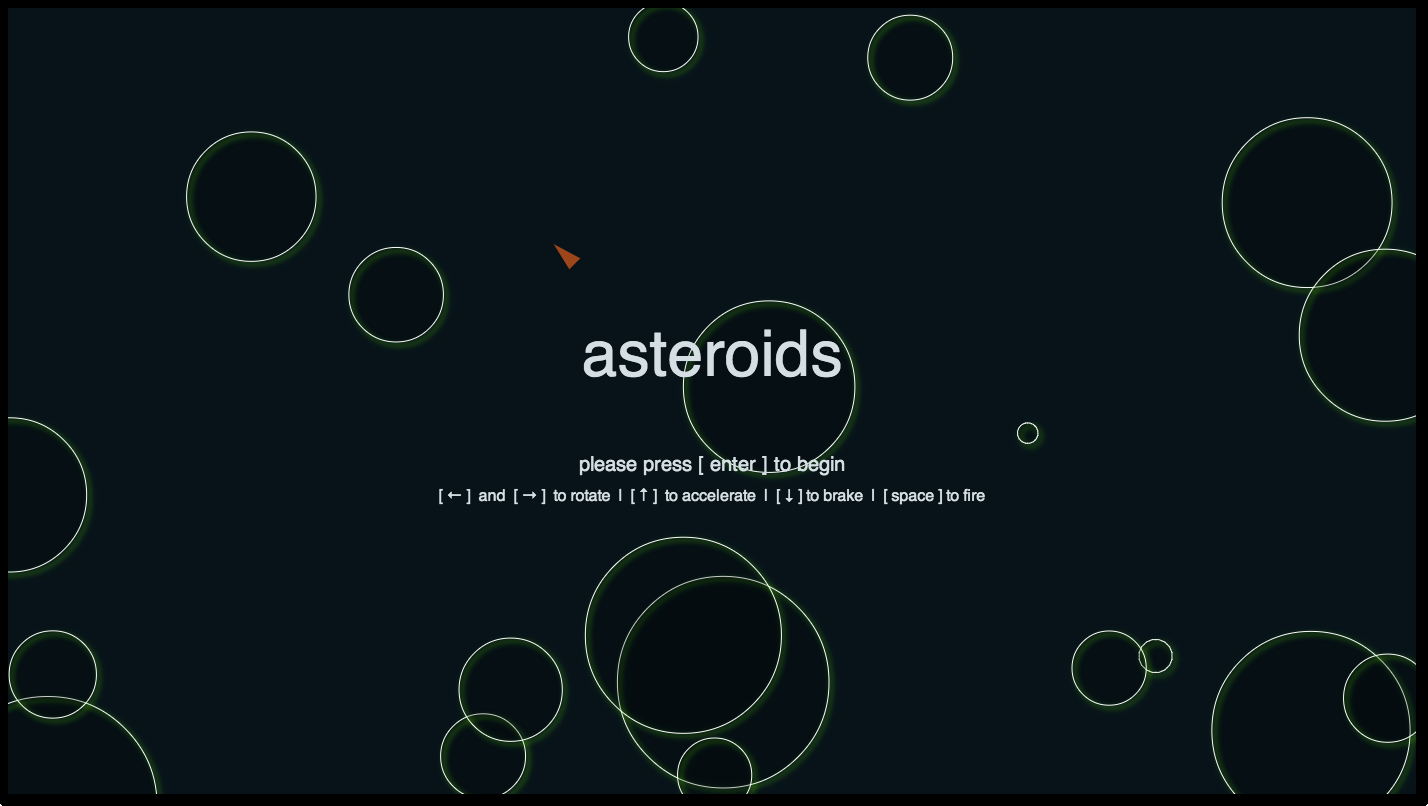 asteroids
please press [ enter ] to begin
[ ← ] and [ → ] to rotate | [ ↑ ] to accelerate | [ ↓ ] to brake | [ space ] to fire